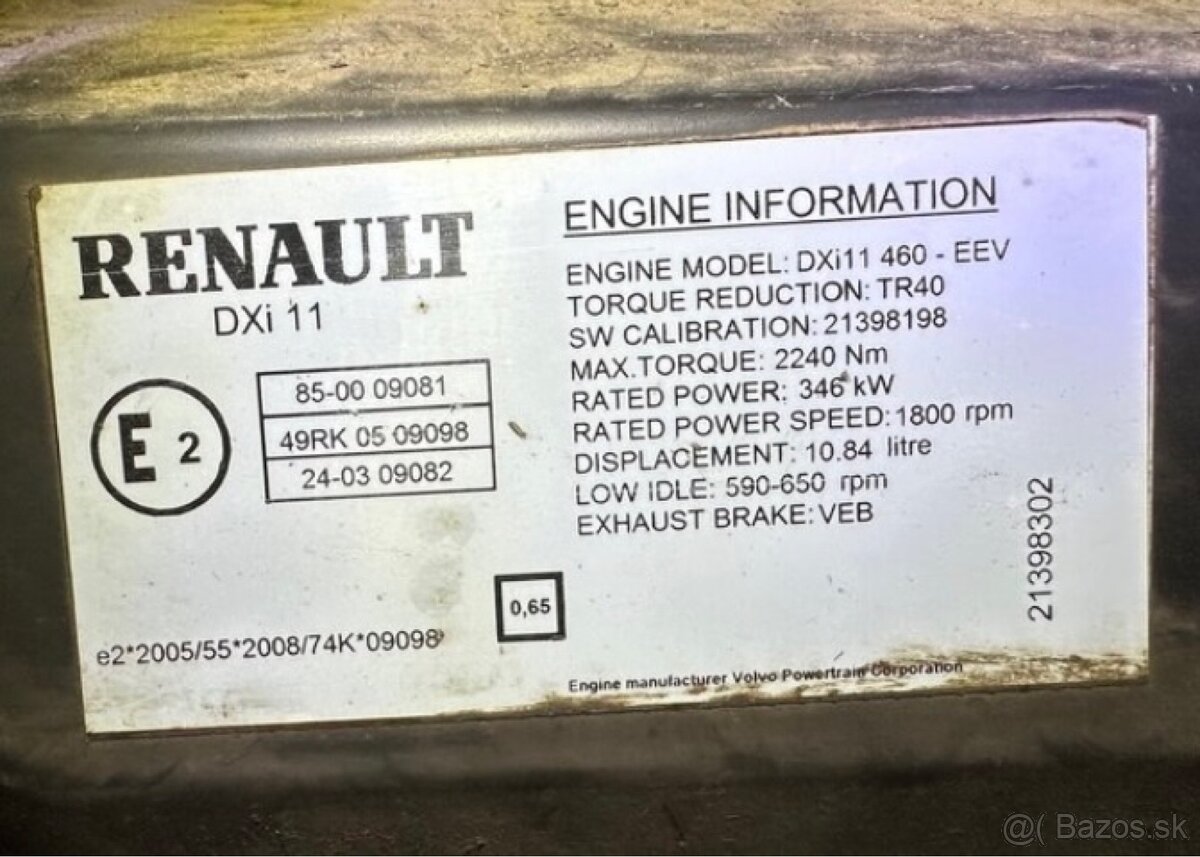 RENAULT
DXi 11
E 2
85-00 09081
49RK 05 09098
24-03 09082
e2*2005/55*2008/74K*09098*
0,65
ENGINE INFORMATION
ENGINE MODEL: DXi11 460 - EEV
TORQUE REDUCTION: TR40
SW CALIBRATION: 21398198
MAX.TORQUE: 2240 Nm
RATED POWER: 346 kW
RATED POWER SPEED: 1800 rpm
DISPLACEMENT: 10.84 litre
LOW IDLE: 590-650 rpm
EXHAUST BRAKE: VEB
21398302
Engine manufacturer Volvo Powertrain Corporation
@( Bazos.sk